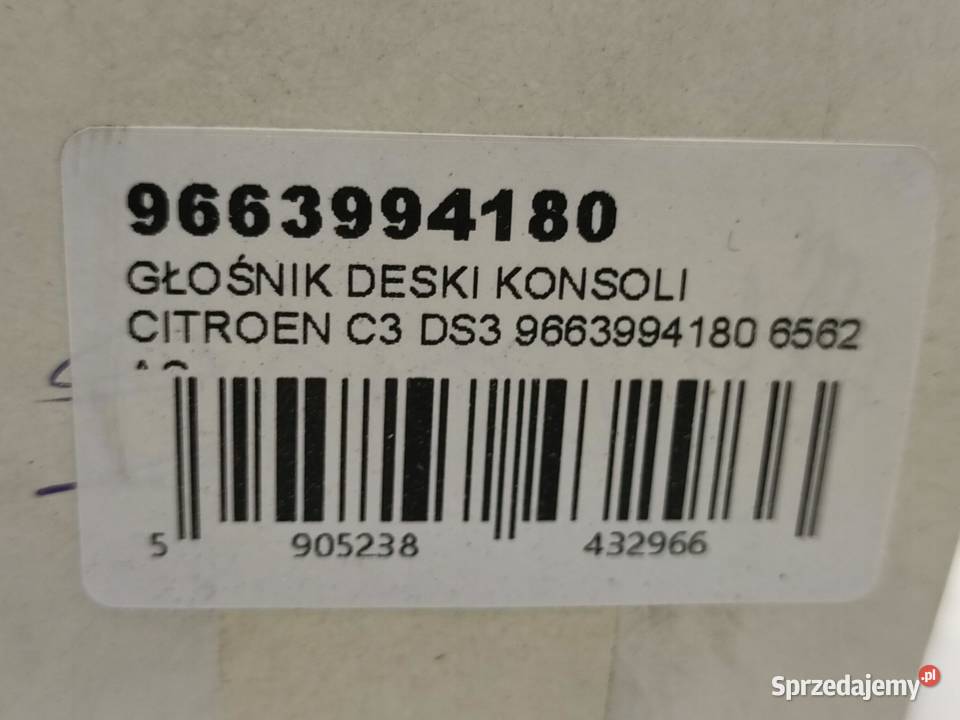 9663994180
GŁOŚNIK DESKI KONSOLI
CITROEN C3 DS3 9663994180 6562
5 905238 432966
Sprzedajemy.pl